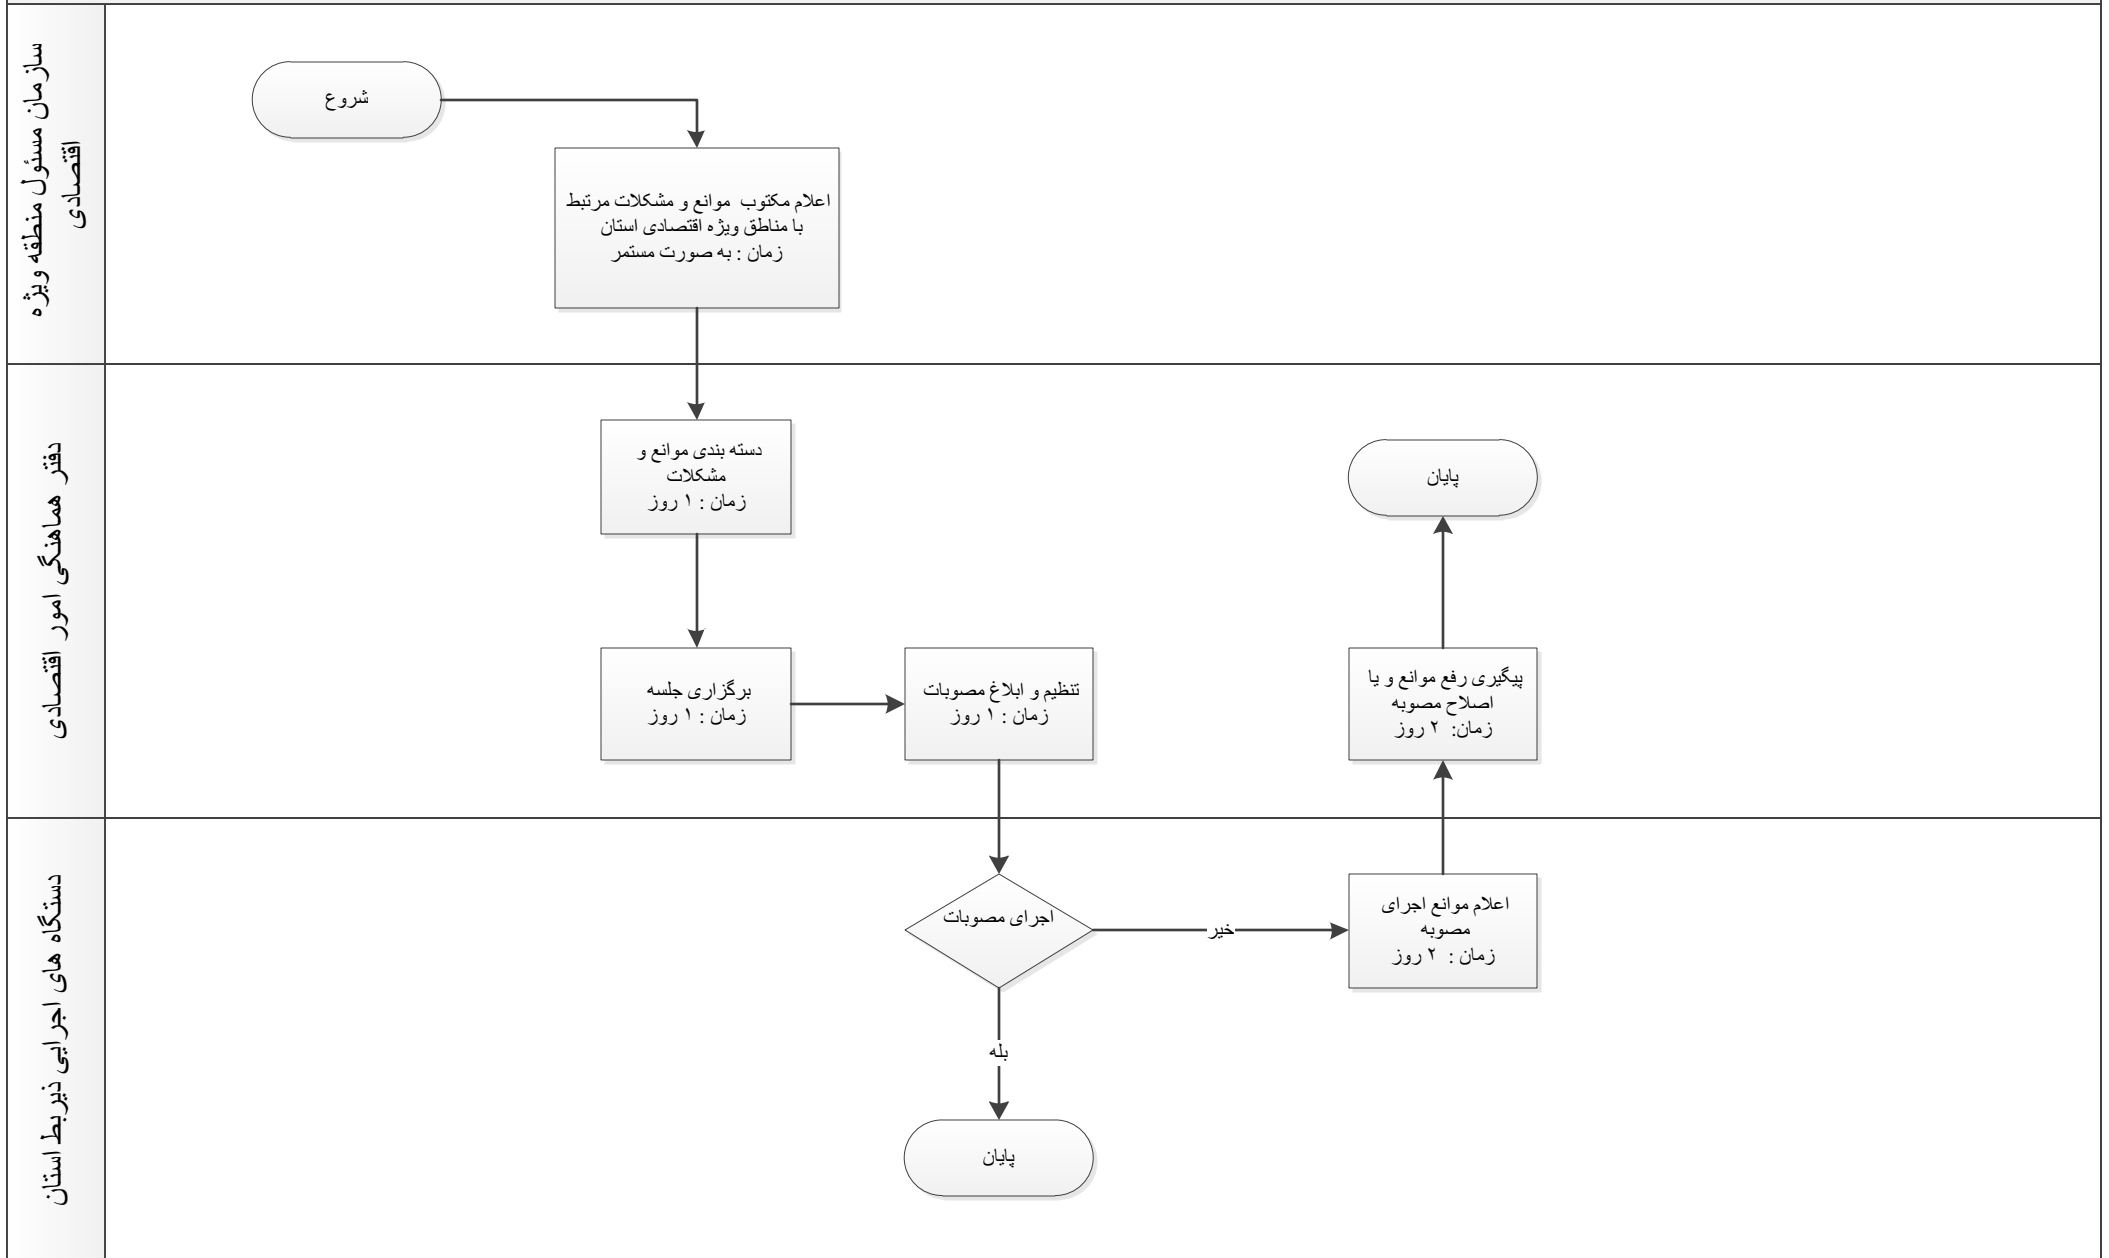 سازمان مسئول منطقه ویژه
اقتصادی
شروع
اعلام مکتوب موانع و مشکلات مرتبط
با مناطق ویژه اقتصادی استان
زمان : به صورت مستمر
دفتر هماهنگی امور اقتصادی
دسته بندی موانع و
مشکلات
زمان : ۱ روز
برگزاری جلسه
زمان : ۱ روز
تنظیم و ابلاغ مصوبات
زمان : ۱ روز
پایان
پیگیری رفع موانع و یا
اصلاح مصوبه
زمان: ۲ روز
دستگاه های اجرایی ذیربط استان
اجرای مصوبات
خیر
اعلام موانع اجرای
مصوبه
زمان : ۲ روز
بله
پایان